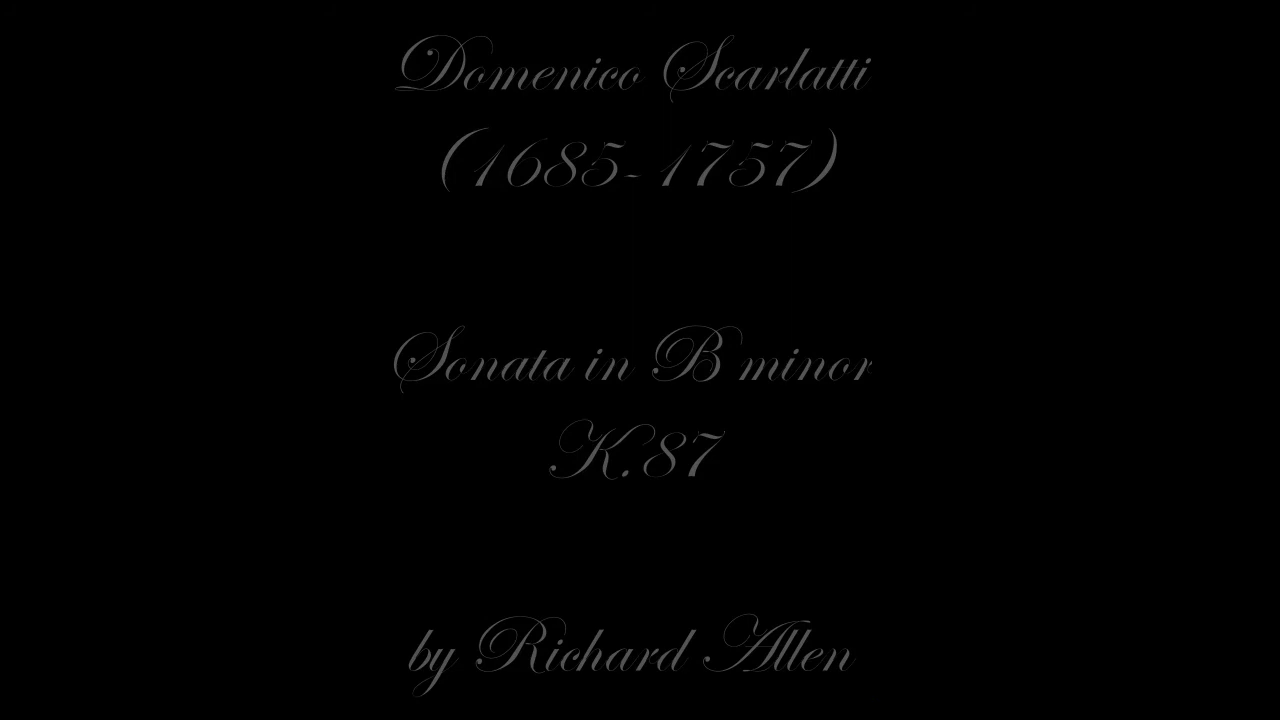 Domenico Scarlatti
(1685-1757)
Sonata in B minor
K.87
by Richard Allen